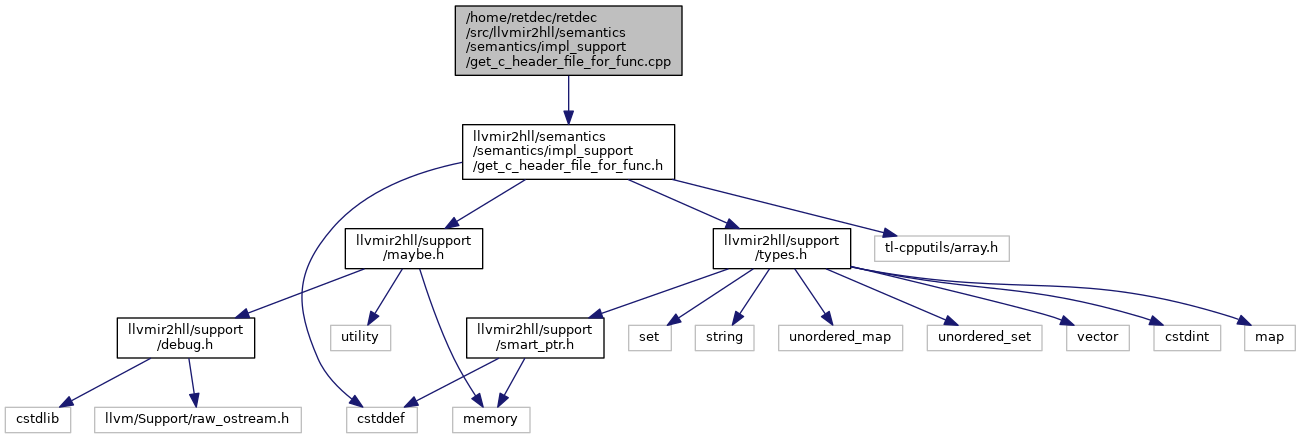 /home/retdec/retdec
/src/llvmir2hll/semantics
/semantics/impl_support
/get_c_header_file_for_func.cpp
llvmir2hll/semantics
/semantics/impl_support
/get_c_header_file_for_func.h
llvmir2hll/support
/maybe.h
llvmir2hll/support
/types.h
tl-cpputils/array.h
llvmir2hll/support
/debug.h
utility
llvmir2hll/support
/smart_ptr.h
set
string
unordered_map
unordered_set
vector
cstdint
map
cstdlib
llvm/Support/raw_ostream.h
cstddef
memory